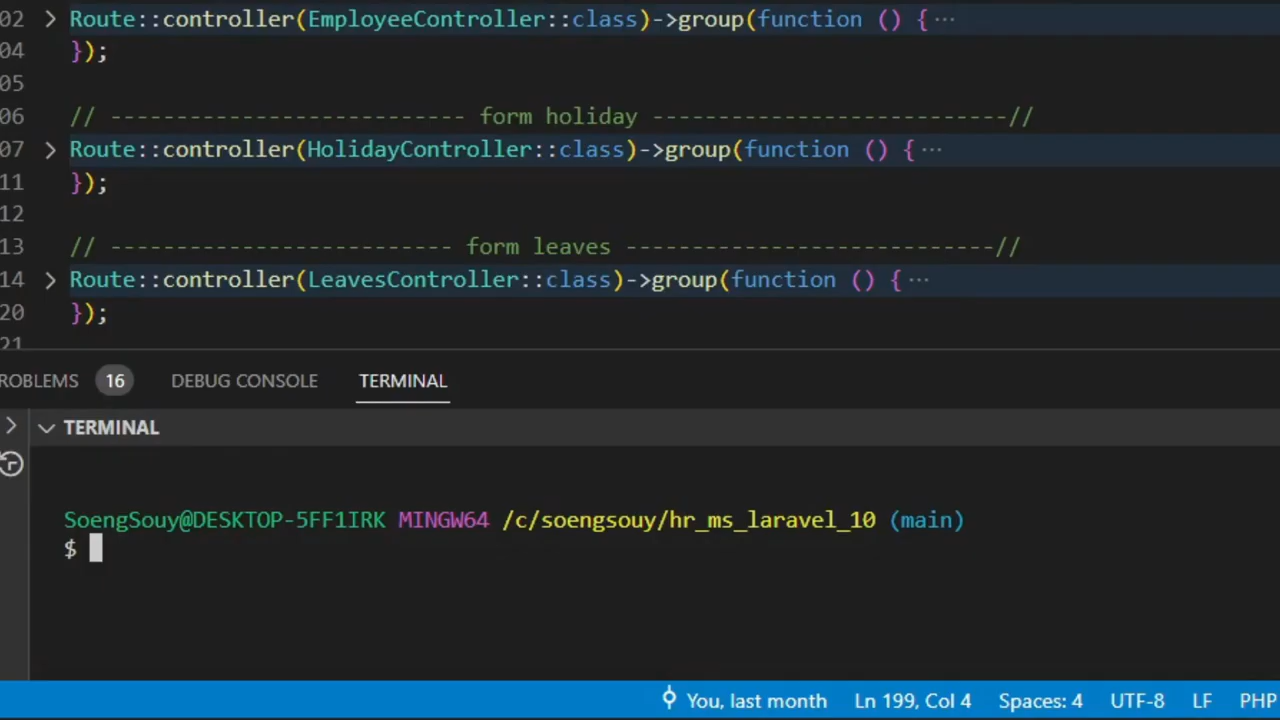 02 > Route::controller(EmployeeController::class)->group(function () { ···
04 });
05
06 // --------------------------- form holiday ---------------------------//
07 > Route::controller(HolidayController::class)->group(function () { ···
11 });
12
13 // -------------------------- form leaves ----------------------------//
14 > Route::controller(LeavesController::class)->group(function () { ···
20 });
21
ROBLEMS 16 DEBUG CONSOLE TERMINAL
TERMINAL
SoengSouy@DESKTOP-5FF1IRK MINGW64 /c/soengsouy/hr_ms_laravel_10 (main)
$
You, last month Ln 199, Col 4 Spaces: 4 UTF-8 LF PHP